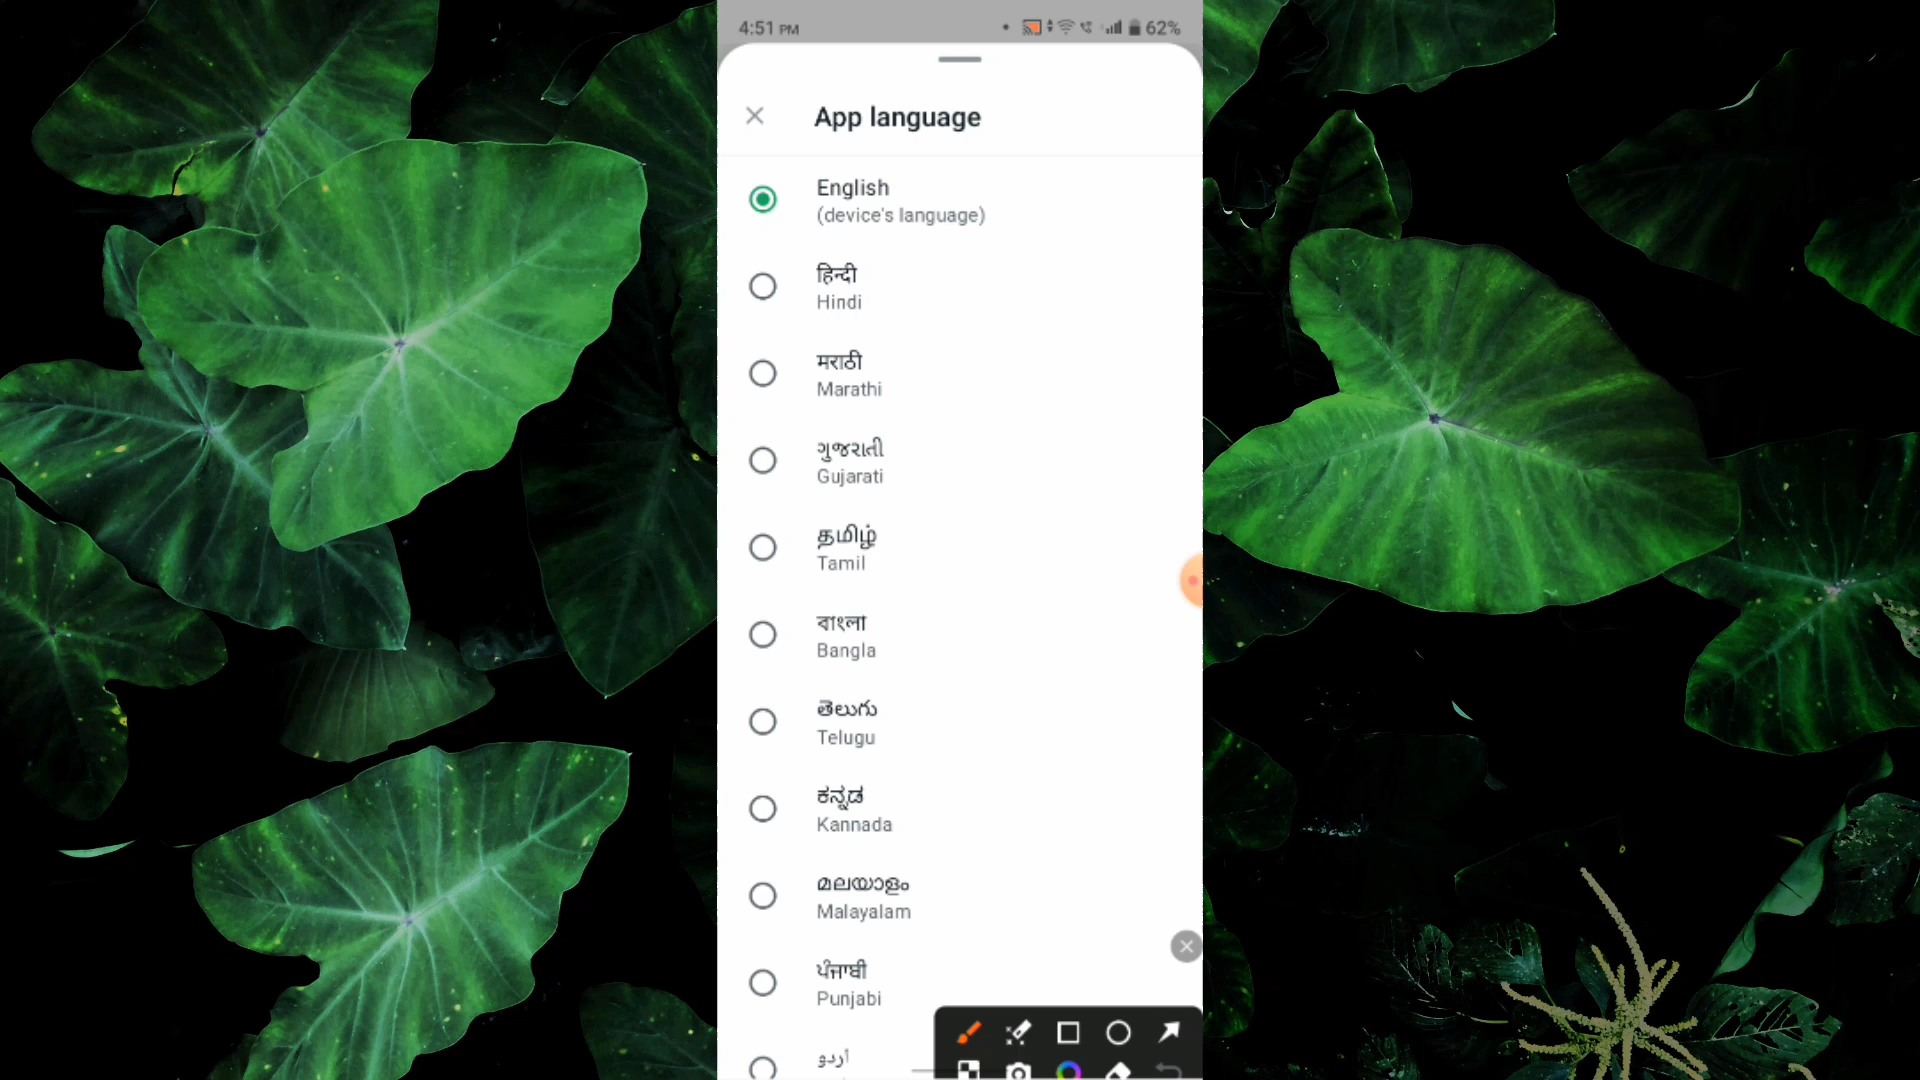 4:51 PM
62%
App language
English
(device's language)
हिन्दी
Hindi
मराठी
Marathi
ગુજરાતી
Gujarati
தமிழ்
Tamil
বাংলা
Bangla
తెలుగు
Telugu
ಕನ್ನಡ
Kannada
മലയാളം
Malayalam
ਪੰਜਾਬੀ
Punjabi
اردو